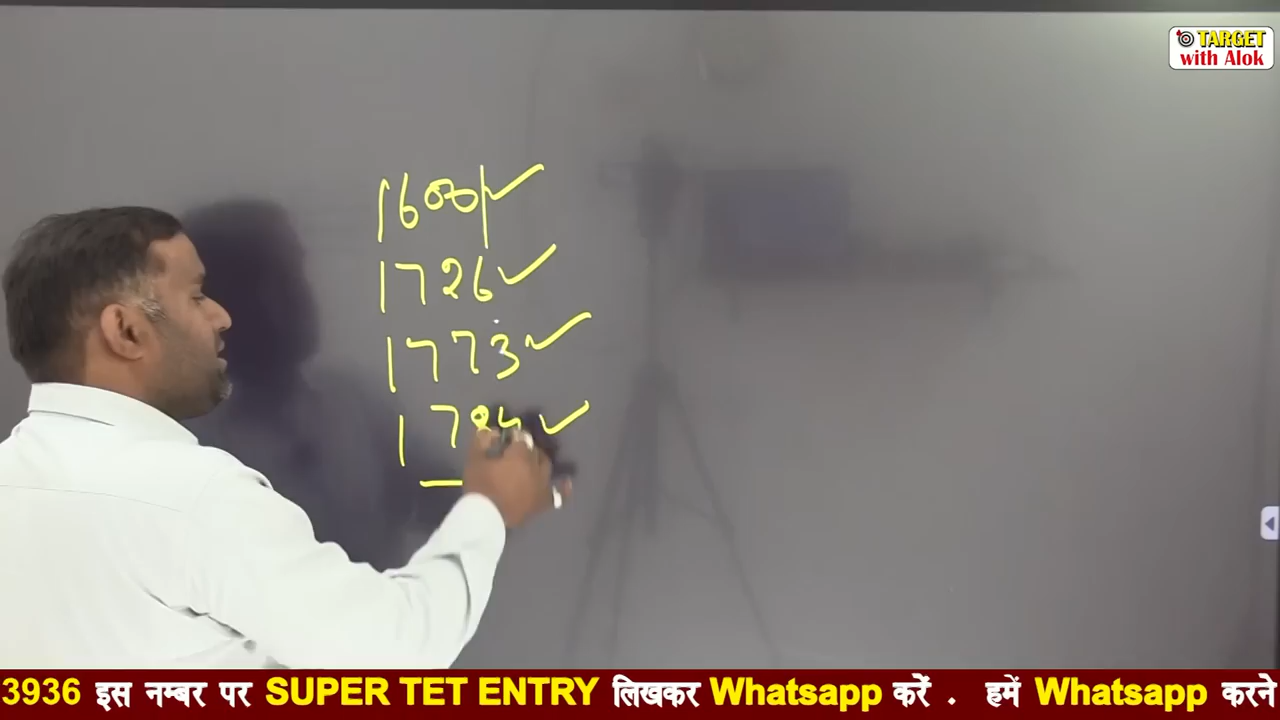 TARGET
with Alok
1600
1726
1773
1784
3936 इस नम्बर पर SUPER TET ENTRY लिखकर Whatsapp करें . हमें Whatsapp करने